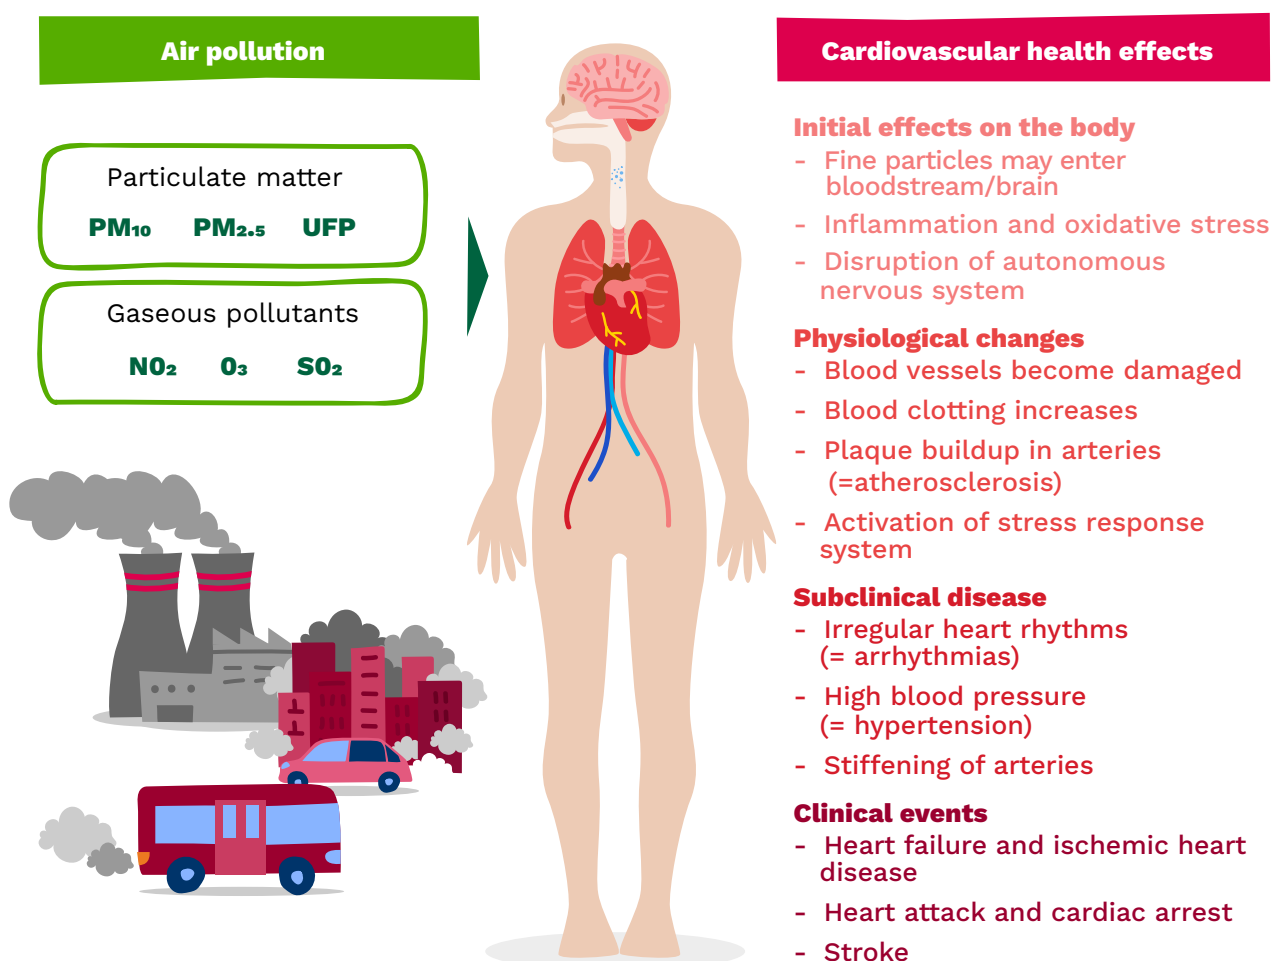 Air pollution
Particulate matter
PM₁₀ PM₂.₅ UFP
Gaseous pollutants
NO₂ O₃ SO₂
Cardiovascular health effects
Initial effects on the body
- Fine particles may enter
bloodstream/brain
- Inflammation and oxidative stress
- Disruption of autonomous
nervous system
Physiological changes
- Blood vessels become damaged
- Blood clotting increases
- Plaque buildup in arteries
(=atherosclerosis)
- Activation of stress response
system
Subclinical disease
- Irregular heart rhythms
(= arrhythmias)
- High blood pressure
(= hypertension)
- Stiffening of arteries
Clinical events
- Heart failure and ischemic heart
disease
- Heart attack and cardiac arrest
- Stroke